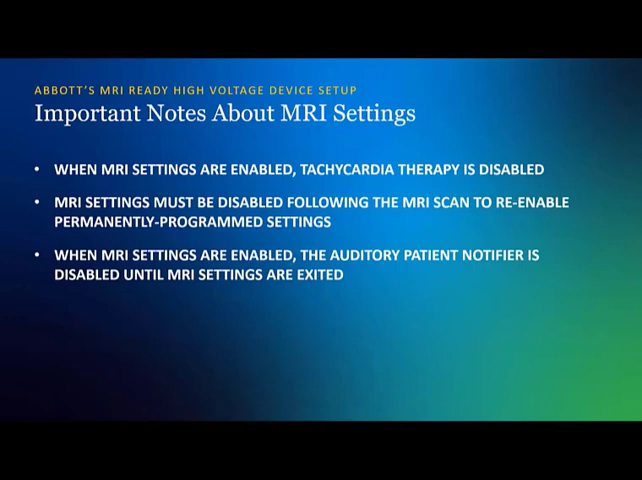 ABBOTT'S MRI READY HIGH VOLTAGE DEVICE SETUP
Important Notes About MRI Settings
• WHEN MRI SETTINGS ARE ENABLED, TACHYCARDIA THERAPY IS DISABLED
• MRI SETTINGS MUST BE DISABLED FOLLOWING THE MRI SCAN TO RE-ENABLE
PERMANENTLY-PROGRAMMED SETTINGS
• WHEN MRI SETTINGS ARE ENABLED, THE AUDITORY PATIENT NOTIFIER IS
DISABLED UNTIL MRI SETTINGS ARE EXITED